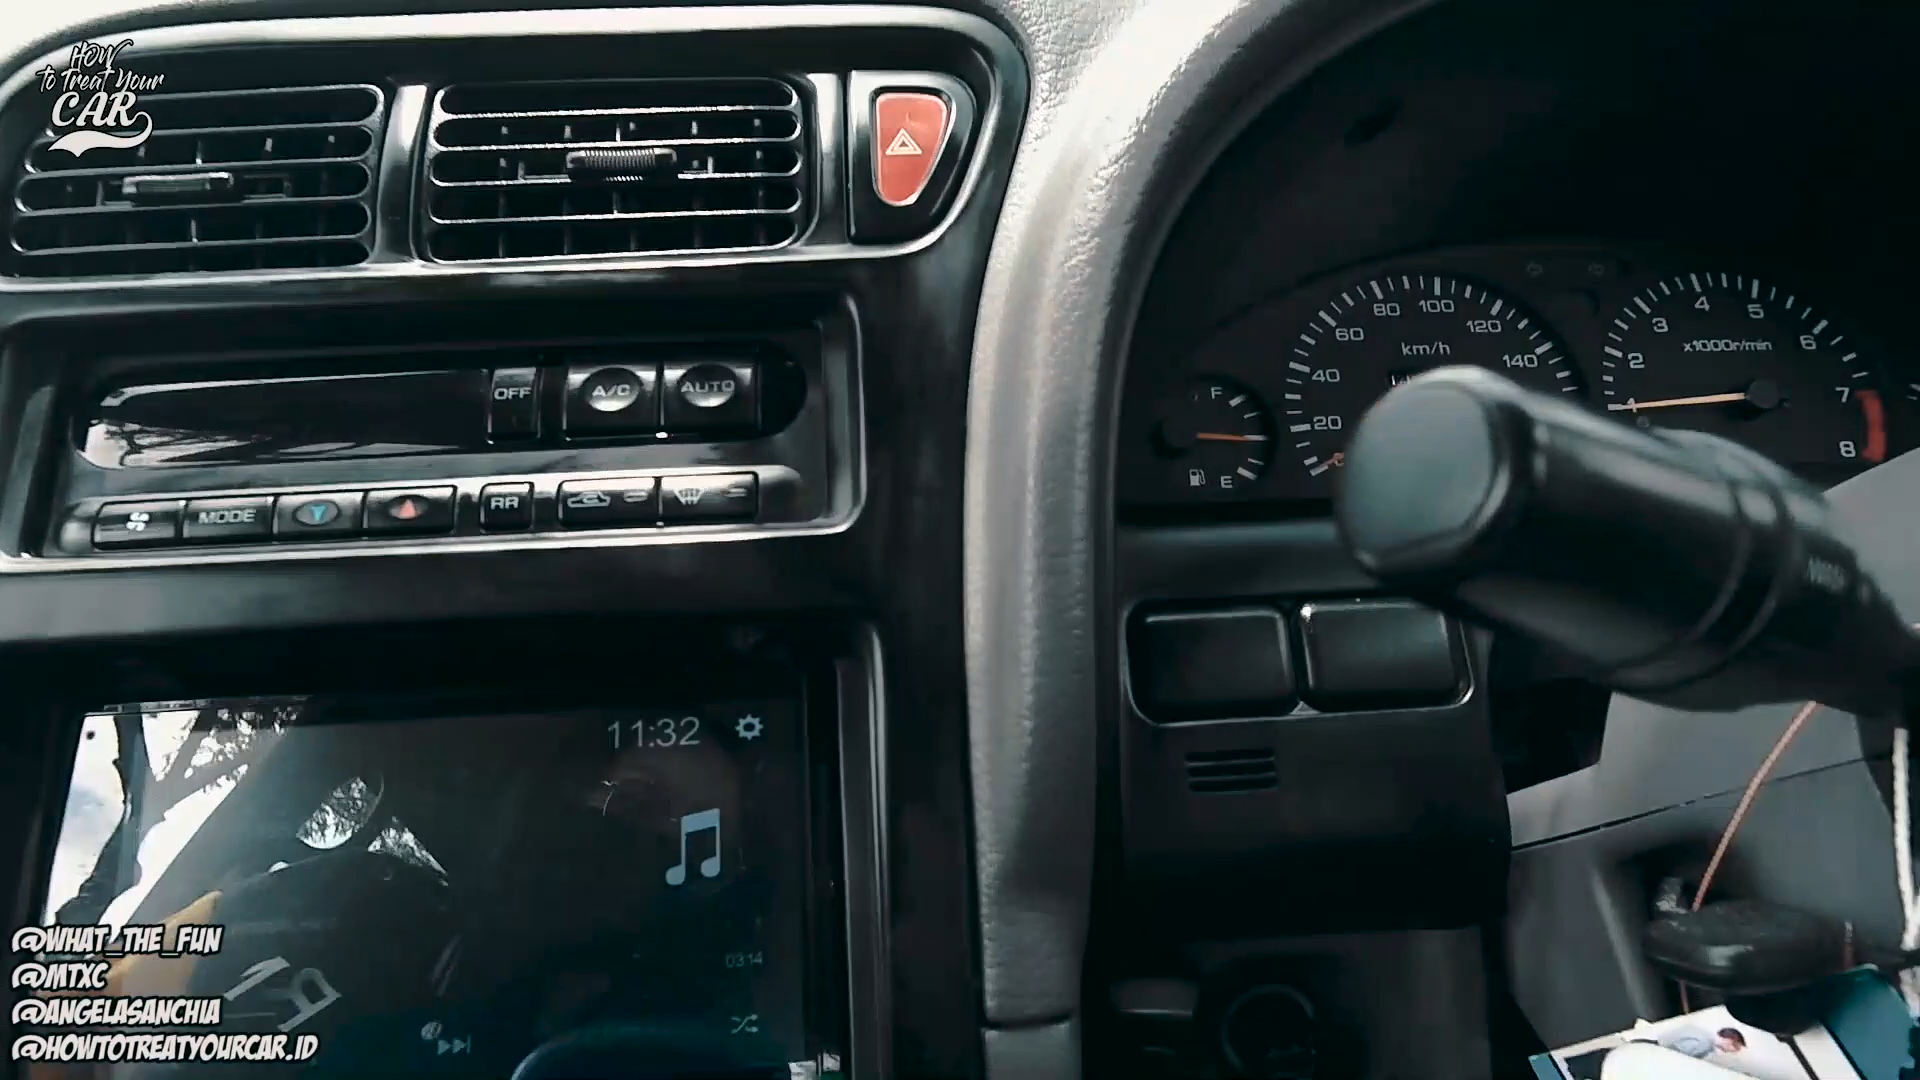 HOW
to Treat Your
CAR
OFF
A/C
AUTO
MODE
RR
11:32
03:14
F
E
20
40
60
80
100
120
140
km/h
1
2
3
4
5
6
7
8
x1000r/min
@WHAT_THE_FUN
@MTXC
@ANGELASANCHIA
@HOWTOTREATYOURCAR.ID